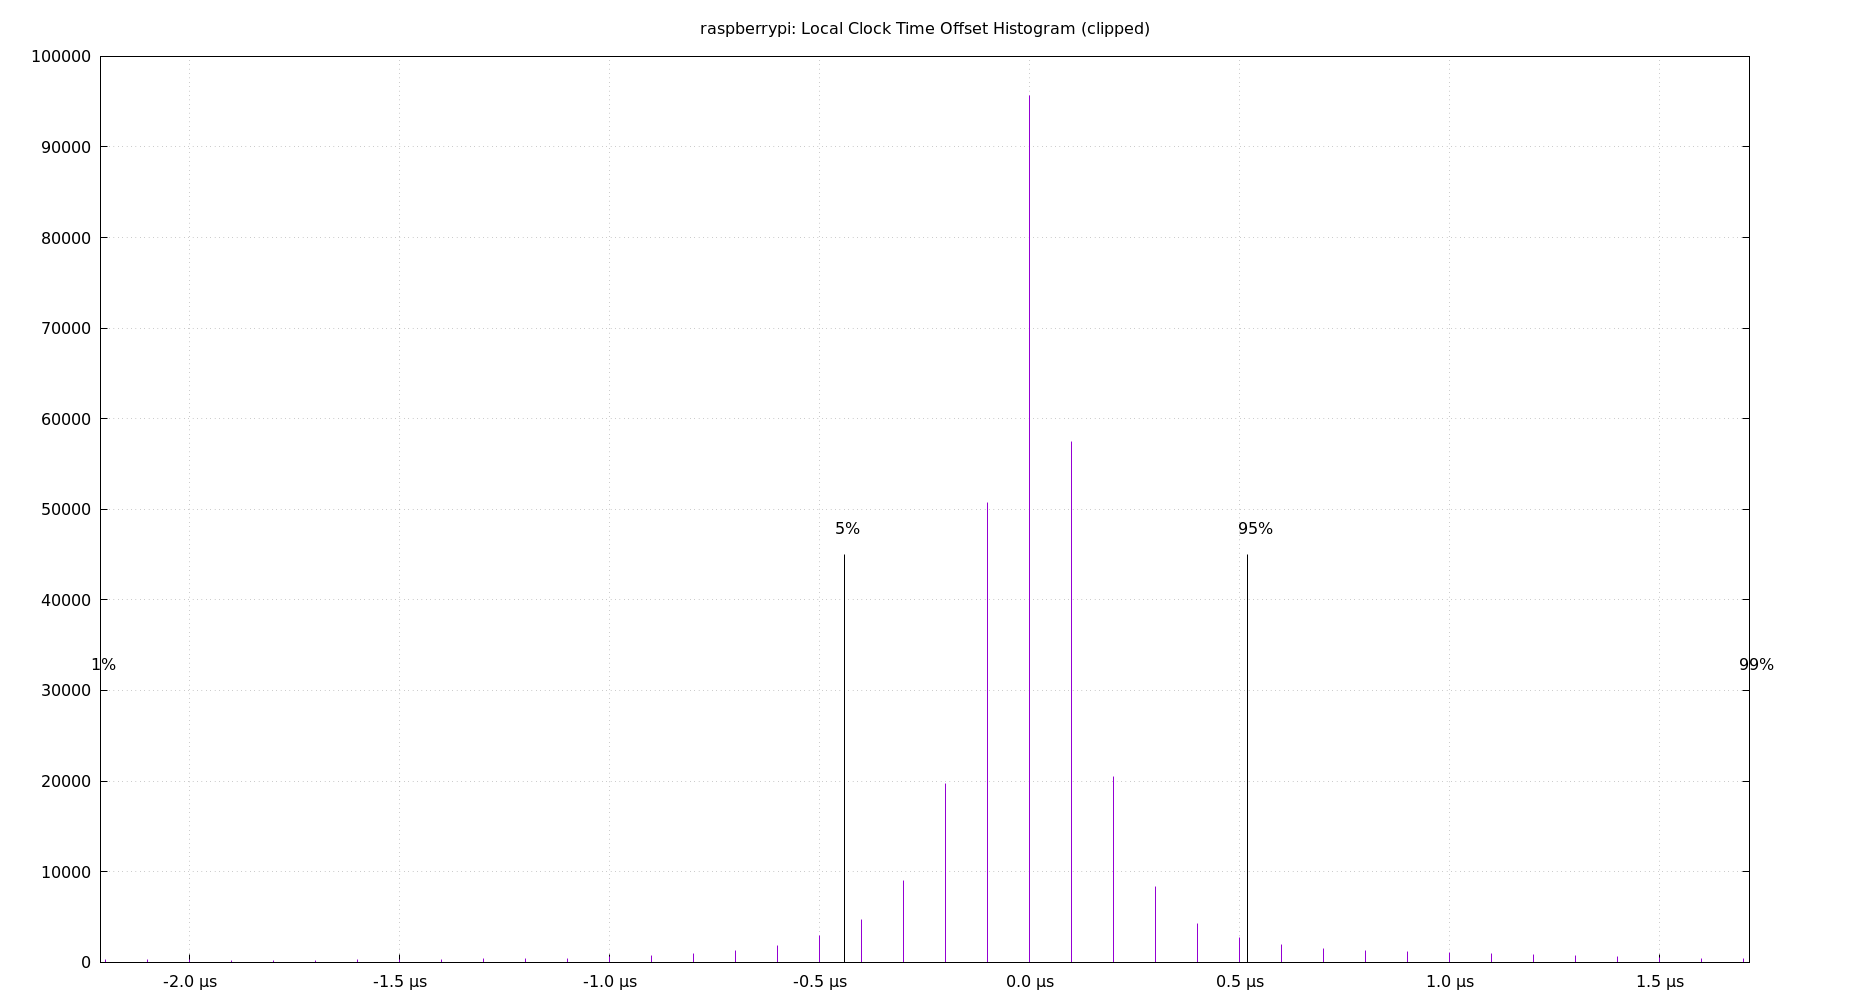 raspberrypi: Local Clock Time Offset Histogram (clipped)
100000
90000
80000
70000
60000
50000
5%
95%
40000
1%
99%
30000
20000
10000
0
-2.0 µs
-1.5 µs
-1.0 µs
-0.5 µs
0.0 µs
0.5 µs
1.0 µs
1.5 µs